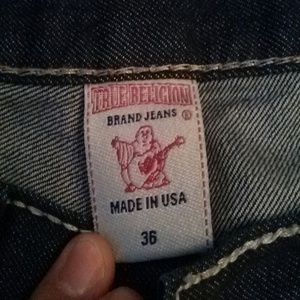 TRUE RELIGION
BRAND JEANS ®
MADE IN USA
36